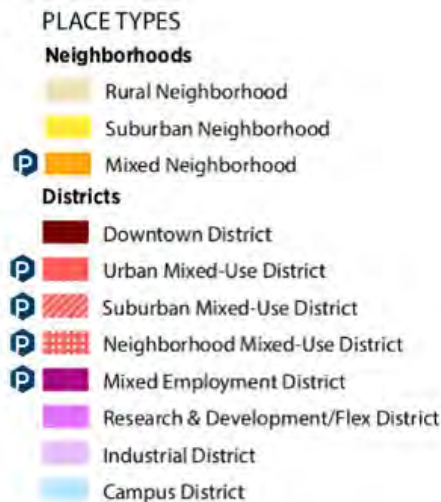 PLACE TYPES
Neighborhoods
Rural Neighborhood
Suburban Neighborhood
P Mixed Neighborhood
Districts
Downtown District
P Urban Mixed-Use District
P Suburban Mixed-Use District
P Neighborhood Mixed-Use District
P Mixed Employment District
Research & Development/Flex District
Industrial District
Campus District